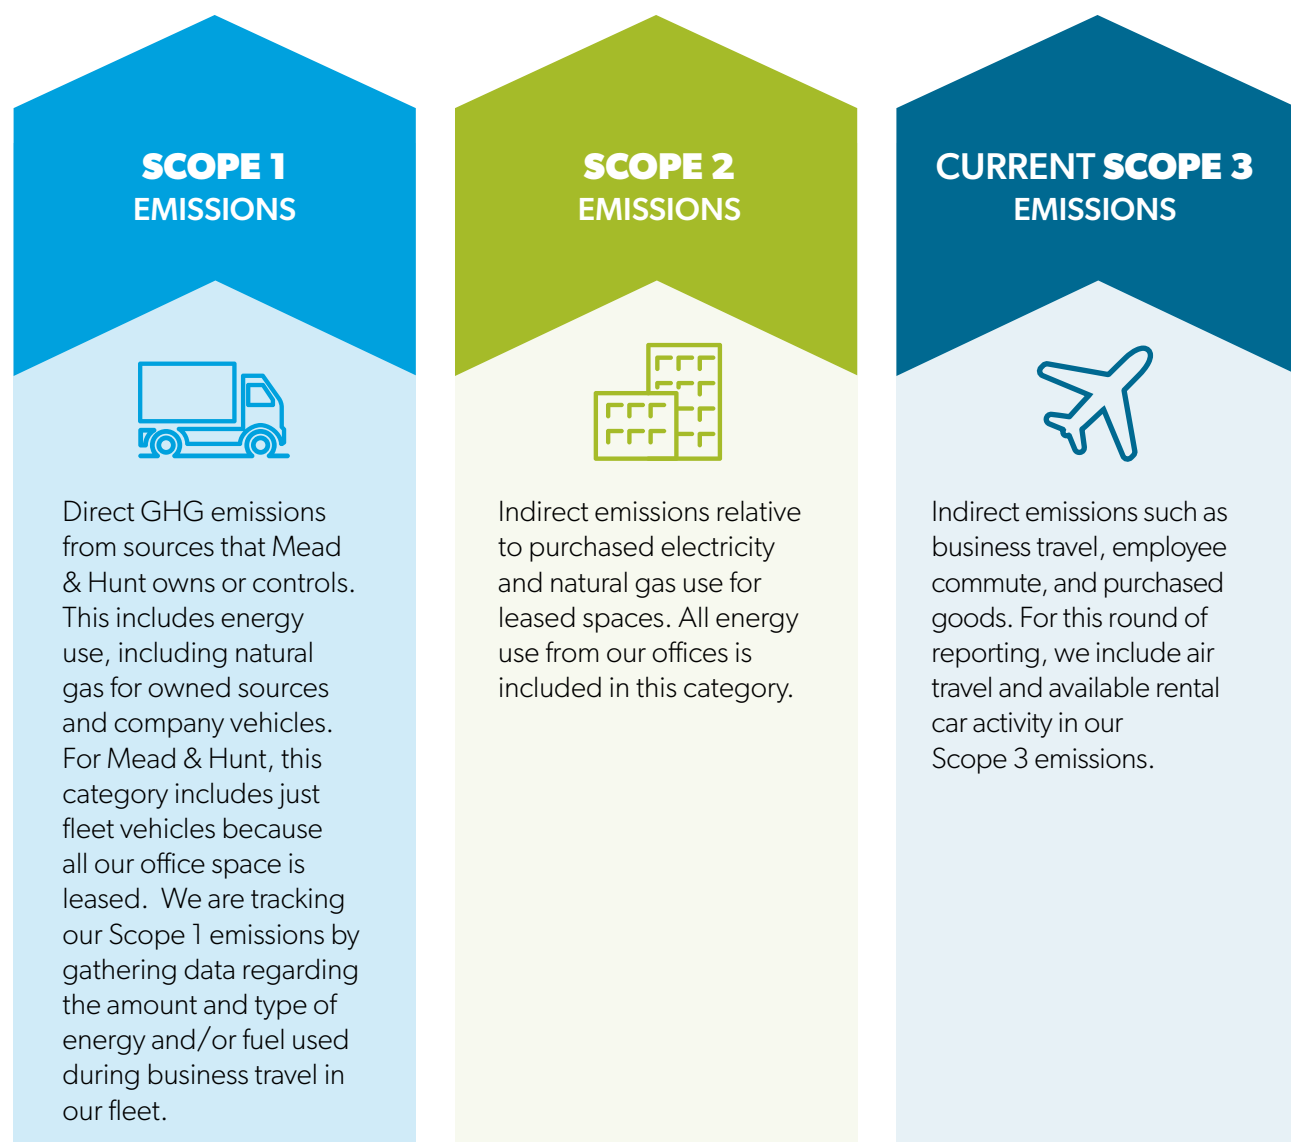 SCOPE 1
EMISSIONS
Direct GHG emissions
from sources that Mead
& Hunt owns or controls.
This includes energy
use, including natural
gas for owned sources
and company vehicles.
For Mead & Hunt, this
category includes just
fleet vehicles because
all our office space is
leased.  We are tracking
our Scope 1 emissions by
gathering data regarding
the amount and type of
energy and/or fuel used
during business travel in
our fleet.
SCOPE 2
EMISSIONS
Indirect emissions relative
to purchased electricity
and natural gas use for
leased spaces. All energy
use from our offices is
included in this category.
CURRENT SCOPE 3
EMISSIONS
Indirect emissions such as
business travel, employee
commute, and purchased
goods. For this round of
reporting, we include air
travel and available rental
car activity in our
Scope 3 emissions.